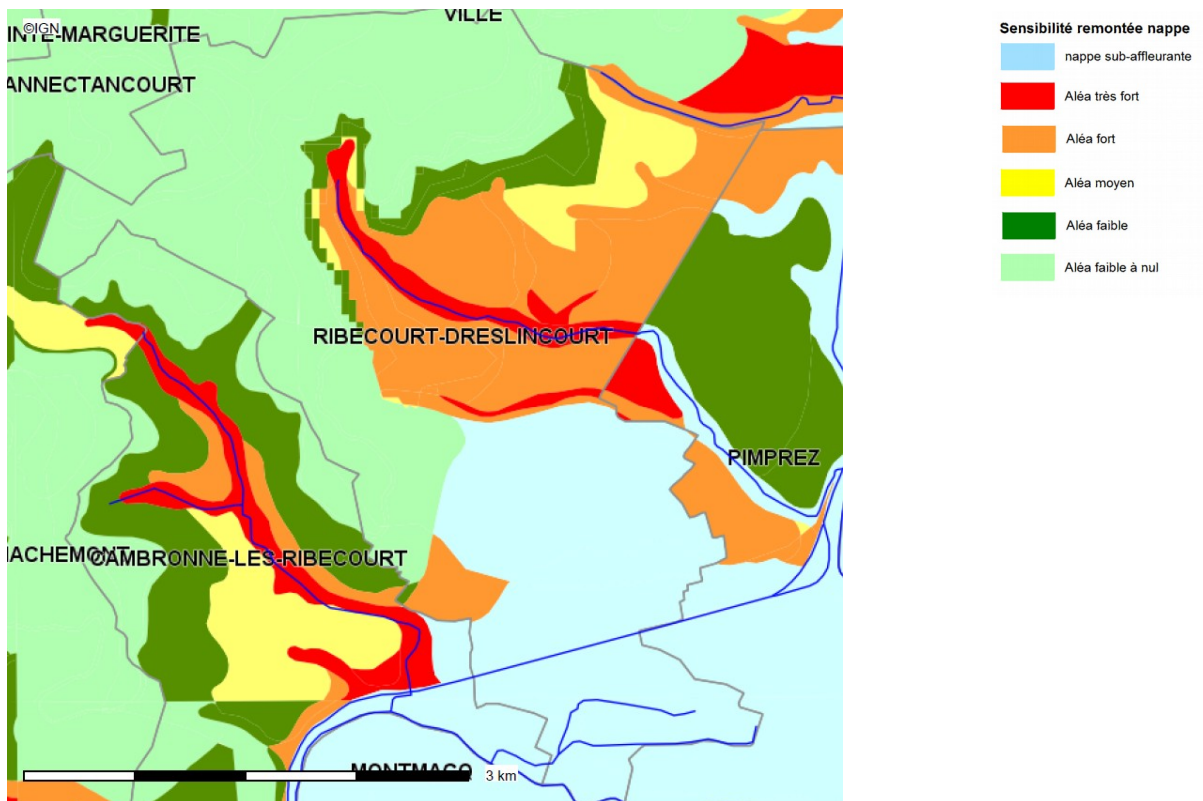 VILLE
©IGN
INTE-MARGUERITE
ANNECTANCOURT
RIBECOURT-DRESLINCOURT
PIMPREZ
CAMBRONNE-LES-RIBECOURT
MONTMACQ
3 km
Sensibilité remontée nappe
nappe sub-affleurante
Aléa très fort
Aléa fort
Aléa moyen
Aléa faible
Aléa faible à nul